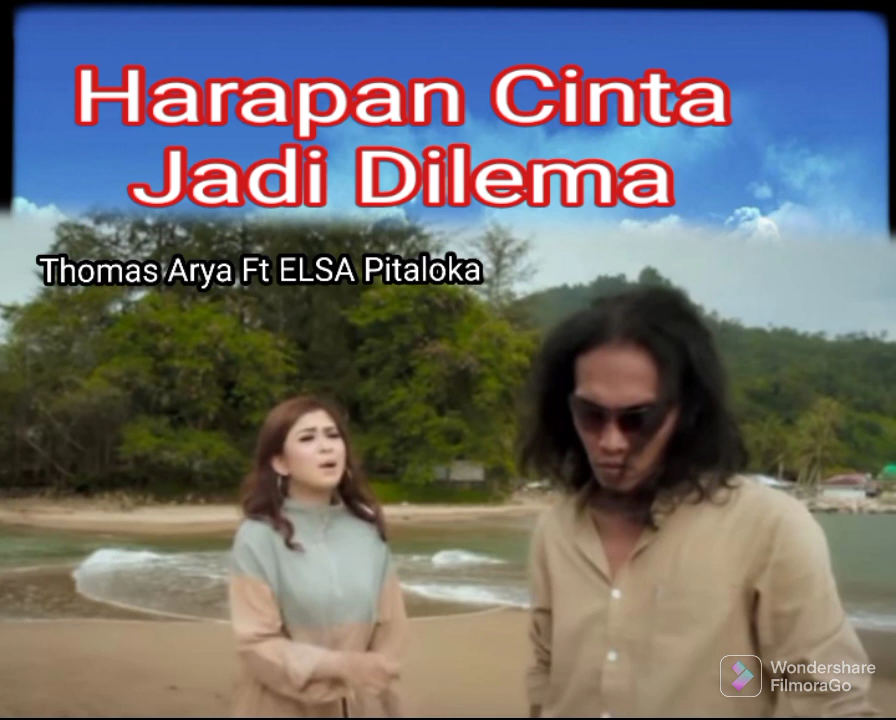 Harapan Cinta
Jadi Dilema
Thomas Arya Ft ELSA Pitaloka
Wondershare
FilmoraGo